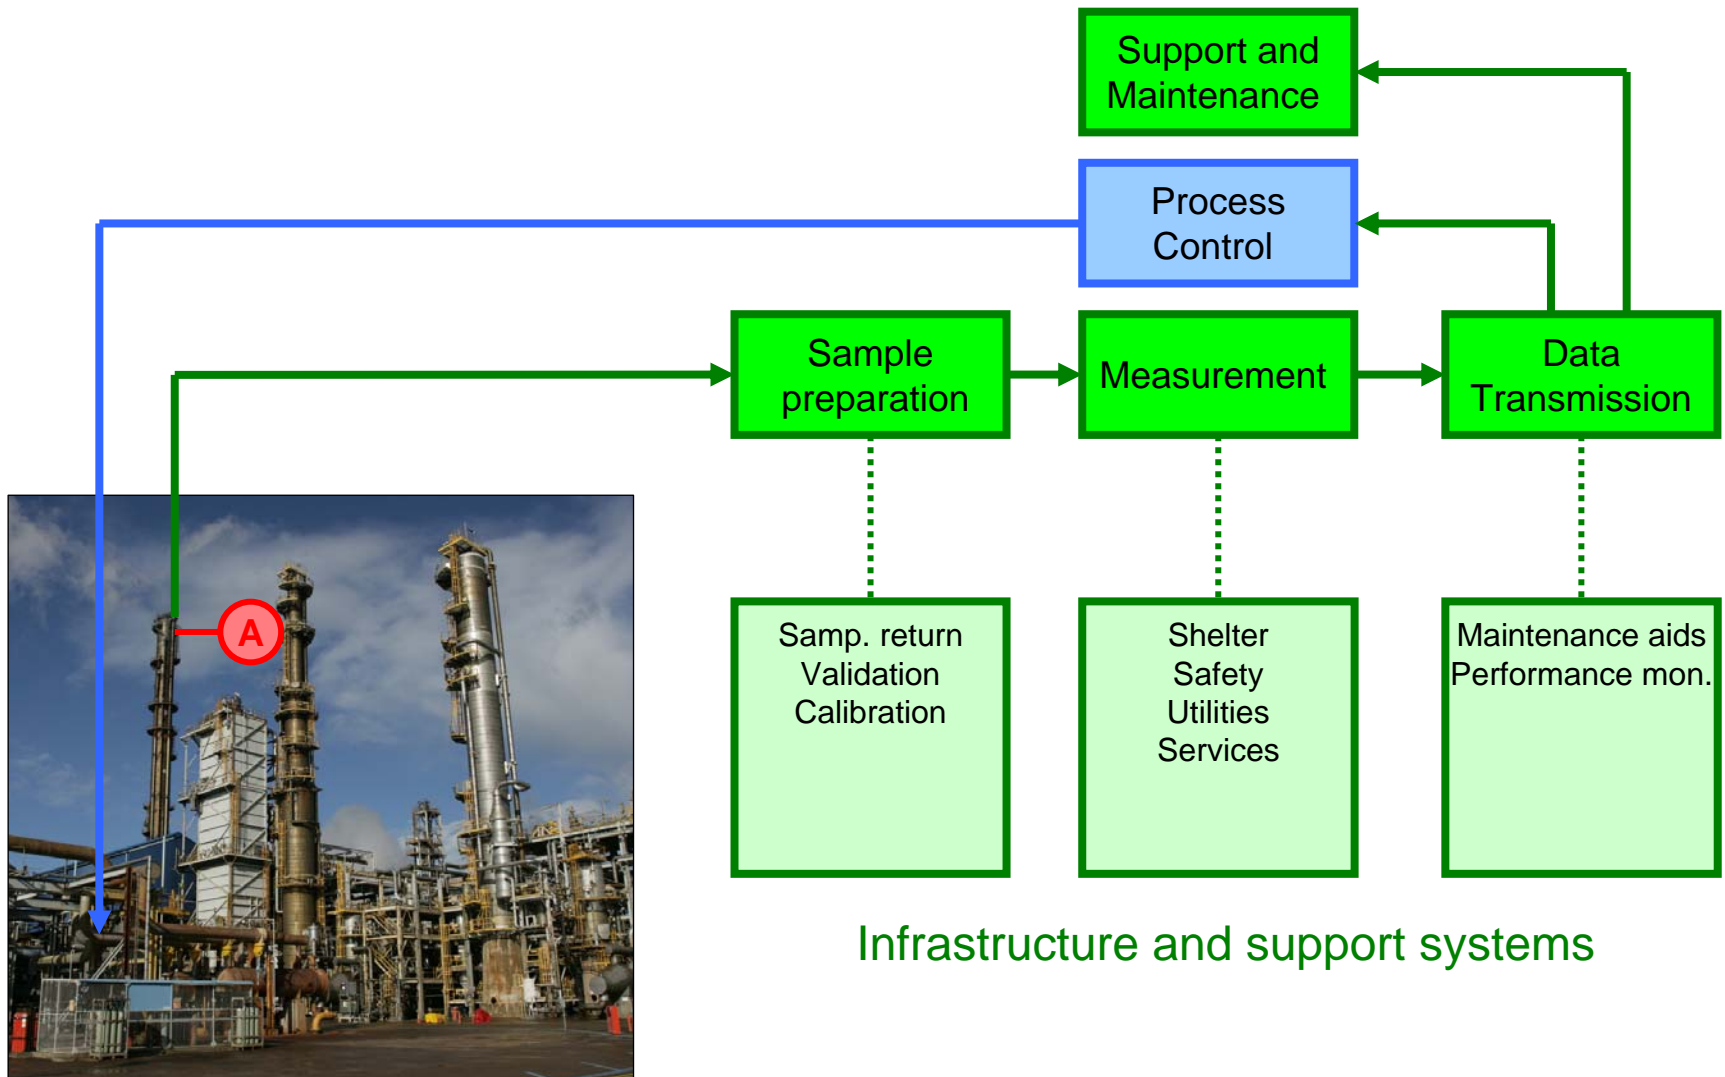 Support and
Maintenance
Process
Control
Sample
preparation
Measurement
Data
Transmission
A
Samp. return
Validation
Calibration
Shelter
Safety
Utilities
Services
Maintenance aids
Performance mon.
Infrastructure and support systems